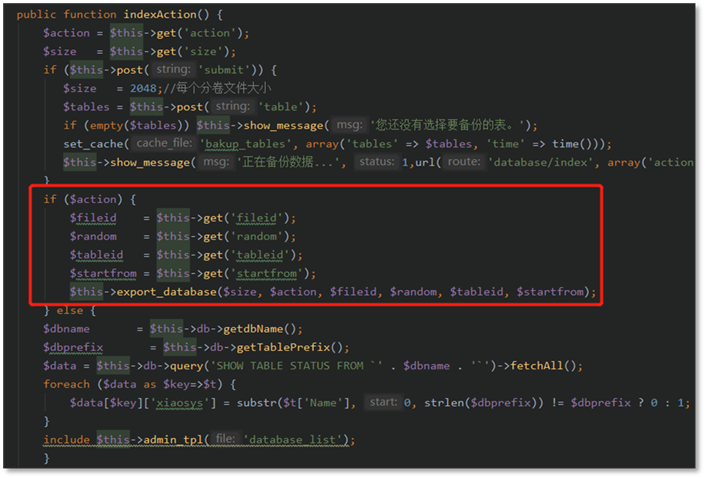 public function indexAction() {
$action = $this->get('action');
$size = $this->get('size');
if ($this->post( string: 'submit')) {
$size = 2048;//每个分卷文件大小
$tables = $this->post( string: 'table');
if (empty($tables)) $this->show_message( msg: '您还没有选择要备份的表。');
set_cache( cache_file: 'bakup_tables', array('tables' => $tables, 'time' => time()));
$this->show_message( msg: '正在备份数据...', status: 1,url( route: 'database/index', array('action
}
if ($action) {
$fileid = $this->get('fileid');
$random = $this->get('random');
$tableid = $this->get('tableid');
$startfrom = $this->get('startfrom');
$this->export_database($size, $action, $fileid, $random, $tableid, $startfrom);
} else {
$dbname = $this->db->getdbName();
$dbprefix = $this->db->getTablePrefix();
$data = $this->db->query('SHOW TABLE STATUS FROM `' . $dbname . '`')->fetchAll();
foreach ($data as $key=>$t) {
$data[$key]['xiaosys'] = substr($t['Name'], start: 0, strlen($dbprefix)) != $dbprefix ? 0 : 1;
}
include $this->admin_tpl( file: 'database_list');
}